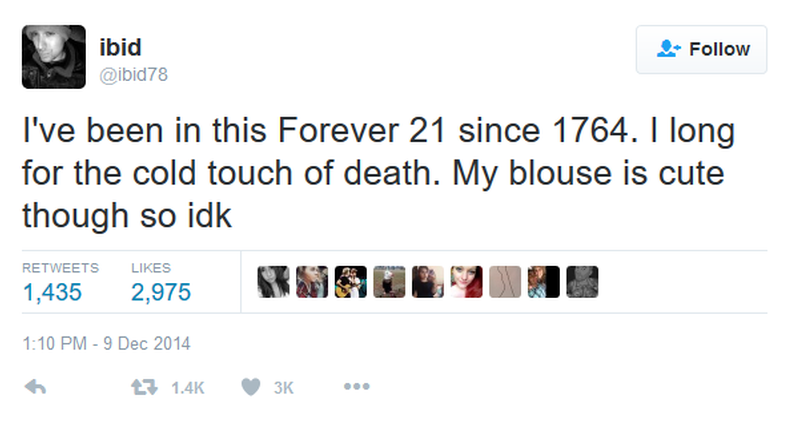 ibid
@ibid78
Follow
I've been in this Forever 21 since 1764. I long
for the cold touch of death. My blouse is cute
though so idk
RETWEETS LIKES
1,435 2,975
1:10 PM - 9 Dec 2014
1.4K 3K